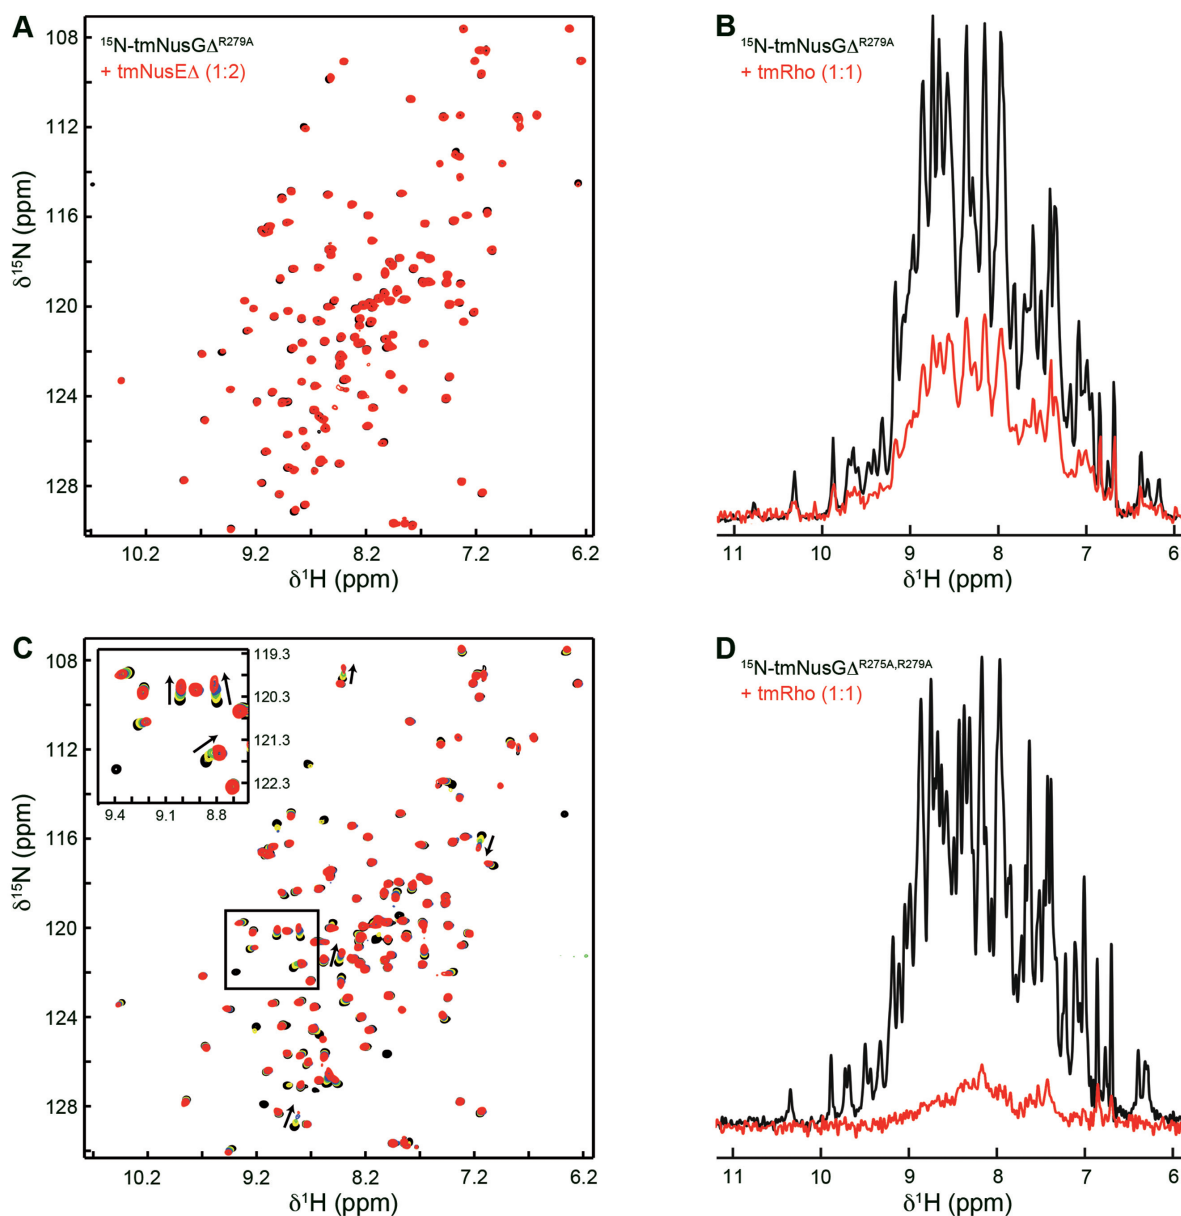 A
¹⁵N-tmNusGΔᴿ²⁷⁹ᴬ
+ tmNusEΔ (1:2)
108
112
116
120
124
128
δ¹⁵N (ppm)
10.2 9.2 8.2 7.2 6.2
δ¹H (ppm)
B
¹⁵N-tmNusGΔᴿ²⁷⁹ᴬ
+ tmRho (1:1)
11 10 9 8 7 6
δ¹H (ppm)
C
119.3
120.3
121.3
122.3
9.4 9.1 8.8
108
112
116
120
124
128
δ¹⁵N (ppm)
10.2 9.2 8.2 7.2 6.2
δ¹H (ppm)
D
¹⁵N-tmNusGΔᴿ²⁷⁵ᴬ,ᴿ²⁷⁹ᴬ
+ tmRho (1:1)
11 10 9 8 7 6
δ¹H (ppm)